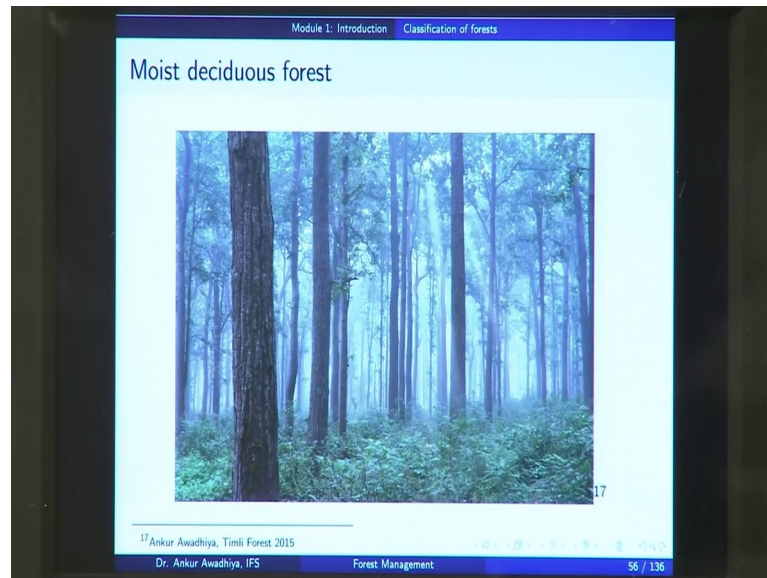 Module 1: Introduction Classification of forests
Moist deciduous forest
17
17 Ankur Awadhiya, Timli Forest 2015
Dr. Ankur Awadhiya, IFS Forest Management 56 / 136